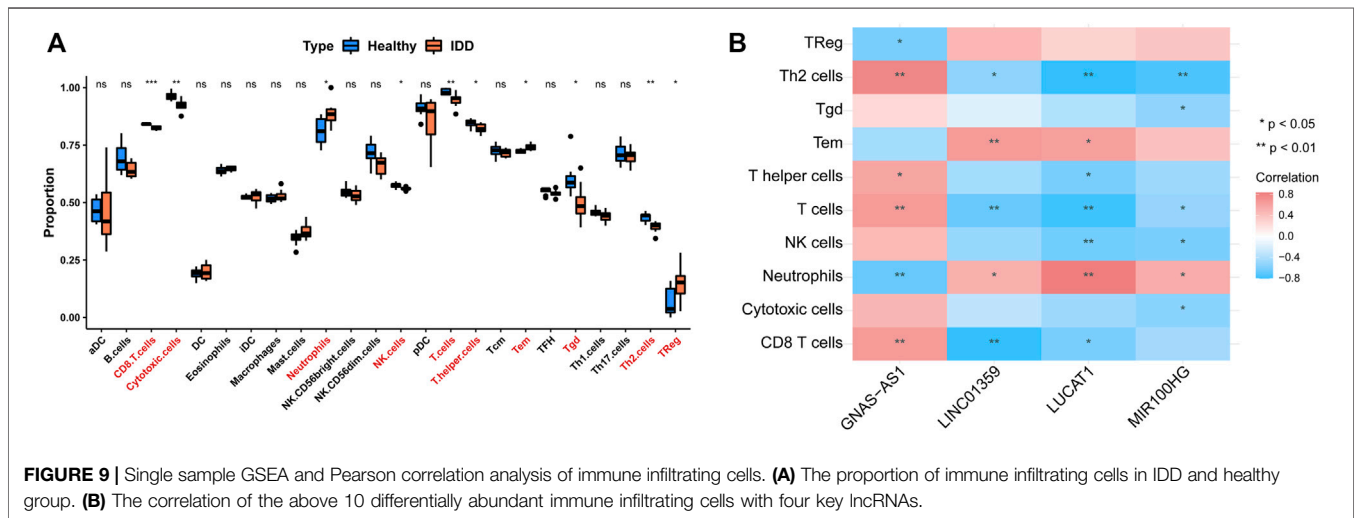 A
Type Healthy IDD
ns ns *** ** ns ns ns ns ns * ns ns * ns ** * ns * ns * ns ns ** *
1.00
0.75
0.50
0.25
0.00
Proportion
aDC
B.cells
CD8.T.cells
Cytotoxic.cells
DC
Eosinophils
iDC
Macrophages
Mast.cells
Neutrophils
NK.CD56bright.cells
NK.CD56dim.cells
NK.cells
pDC
T.cells
T.helper.cells
Tcm
Tem
TFH
Tgd
Th1.cells
Th17.cells
Th2.cells
TReg
B
TReg *
Th2 cells ** * ** **
Tgd *
Tem ** *
T helper cells * *
T cells ** ** ** *
NK cells ** *
Neutrophils ** * ** *
Cytotoxic cells *
CD8 T cells ** ** *
GNAS-AS1
LINC01359
LUCAT1
MIR100HG
* p < 0.05
** p < 0.01
Correlation
0.8
0.4
0.0
−0.4
−0.8
FIGURE 9 | Single sample GSEA and Pearson correlation analysis of immune infiltrating cells. (A) The proportion of immune infiltrating cells in IDD and healthy
group. (B) The correlation of the above 10 differentially abundant immune infiltrating cells with four key lncRNAs.